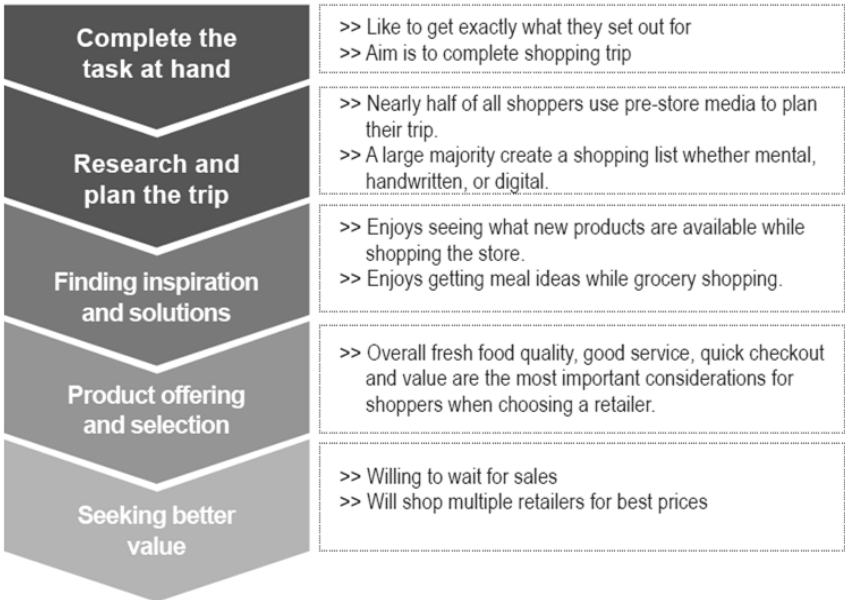 Complete the
task at hand
>> Like to get exactly what they set out for
>> Aim is to complete shopping trip
Research and
plan the trip
>> Nearly half of all shoppers use pre-store media to plan
their trip.
>> A large majority create a shopping list whether mental,
handwritten, or digital.
Finding inspiration
and solutions
>> Enjoys seeing what new products are available while
shopping the store.
>> Enjoys getting meal ideas while grocery shopping.
Product offering
and selection
>> Overall fresh food quality, good service, quick checkout
and value are the most important considerations for
shoppers when choosing a retailer.
Seeking better
value
>> Willing to wait for sales
>> Will shop multiple retailers for best prices